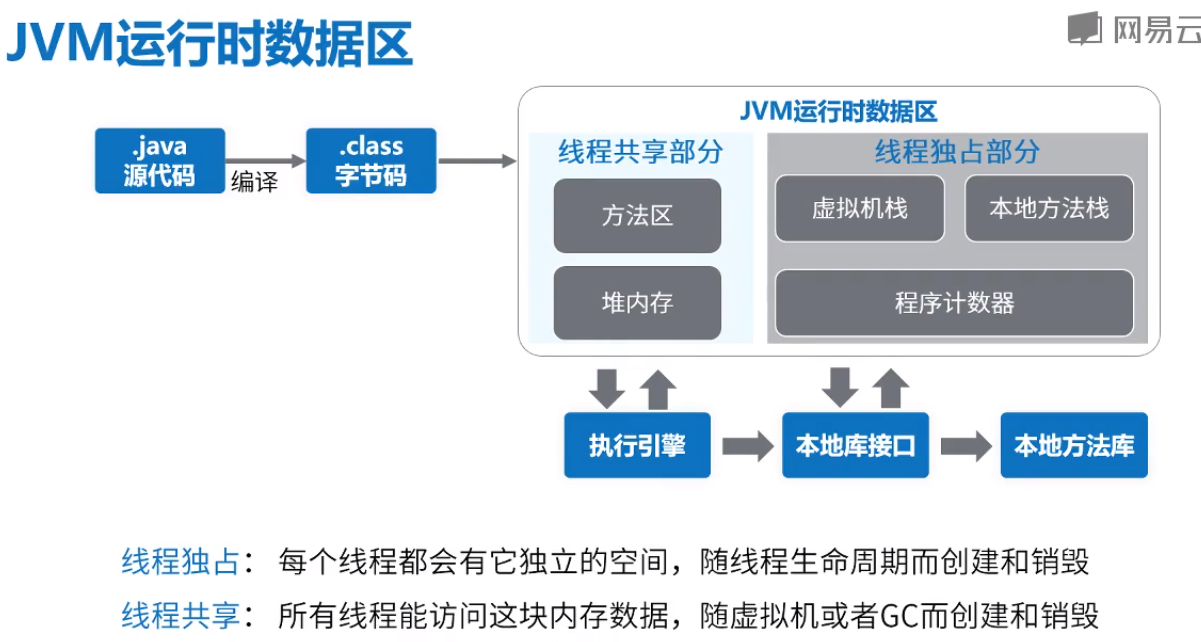 JVM运行时数据区
网易云
JVM运行时数据区
.java
源代码
编译
.class
字节码
线程共享部分
方法区
堆内存
线程独占部分
虚拟机栈
本地方法栈
程序计数器
执行引擎
本地库接口
本地方法库
线程独占： 每个线程都会有它独立的空间，随线程生命周期而创建和销毁
线程共享： 所有线程能访问这块内存数据，随虚拟机或者GC而创建和销毁